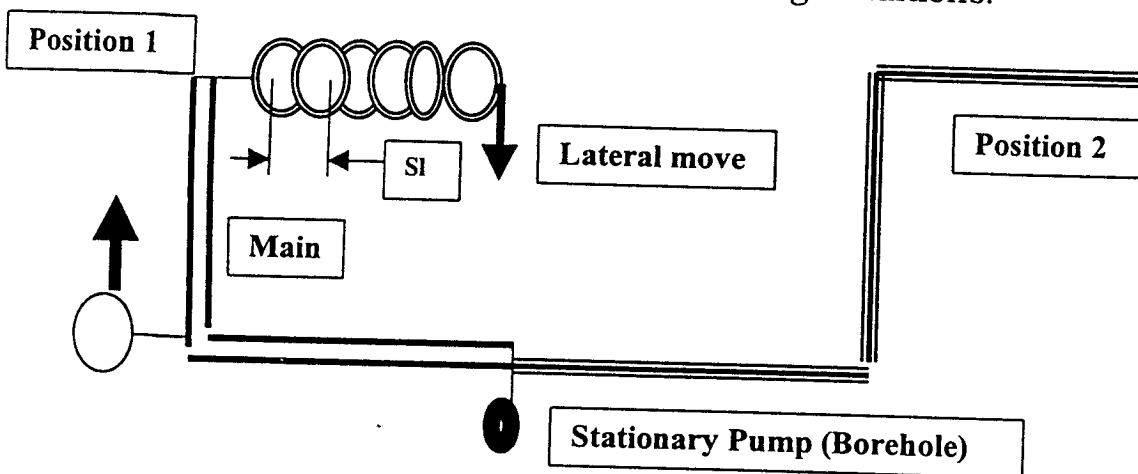 Position 1
Sl
Lateral move
Position 2
Main
Stationary Pump (Borehole)